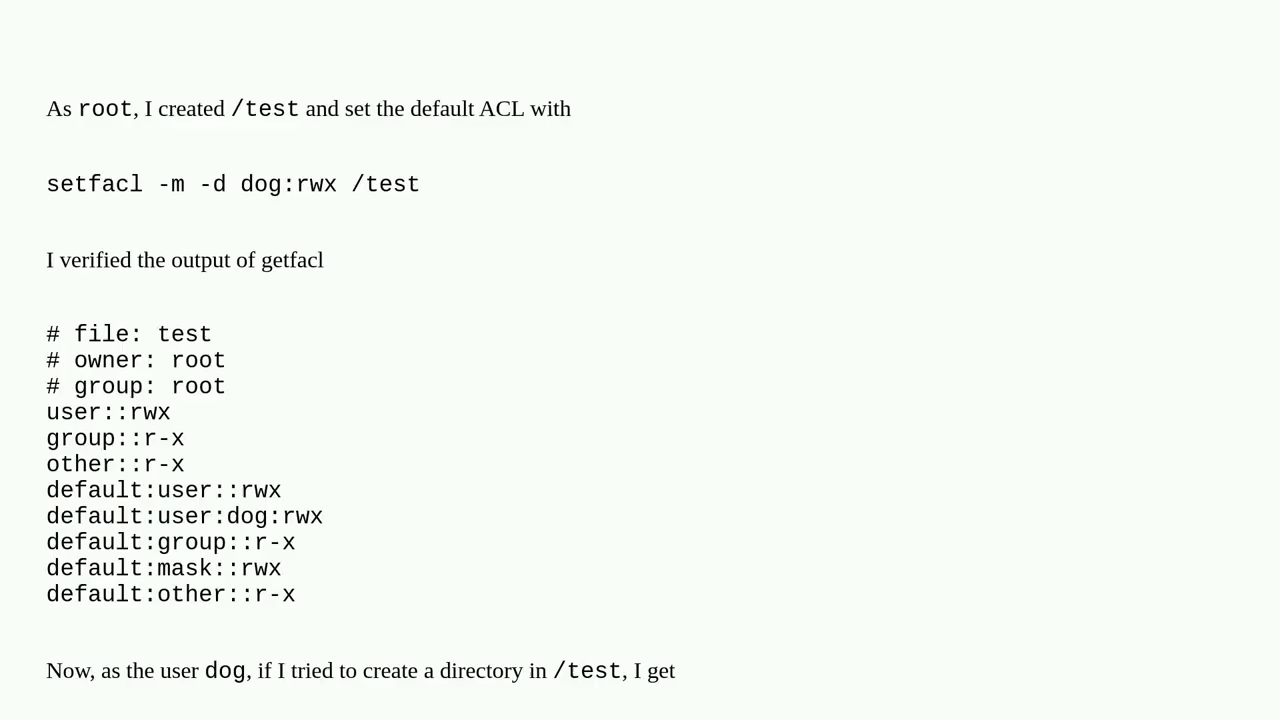 As root, I created /test and set the default ACL with
setfacl -m -d dog:rwx /test
I verified the output of getfacl
# file: test
# owner: root
# group: root
user::rwx
group::r-x
other::r-x
default:user::rwx
default:user:dog:rwx
default:group::r-x
default:mask::rwx
default:other::r-x
Now, as the user dog, if I tried to create a directory in /test, I get